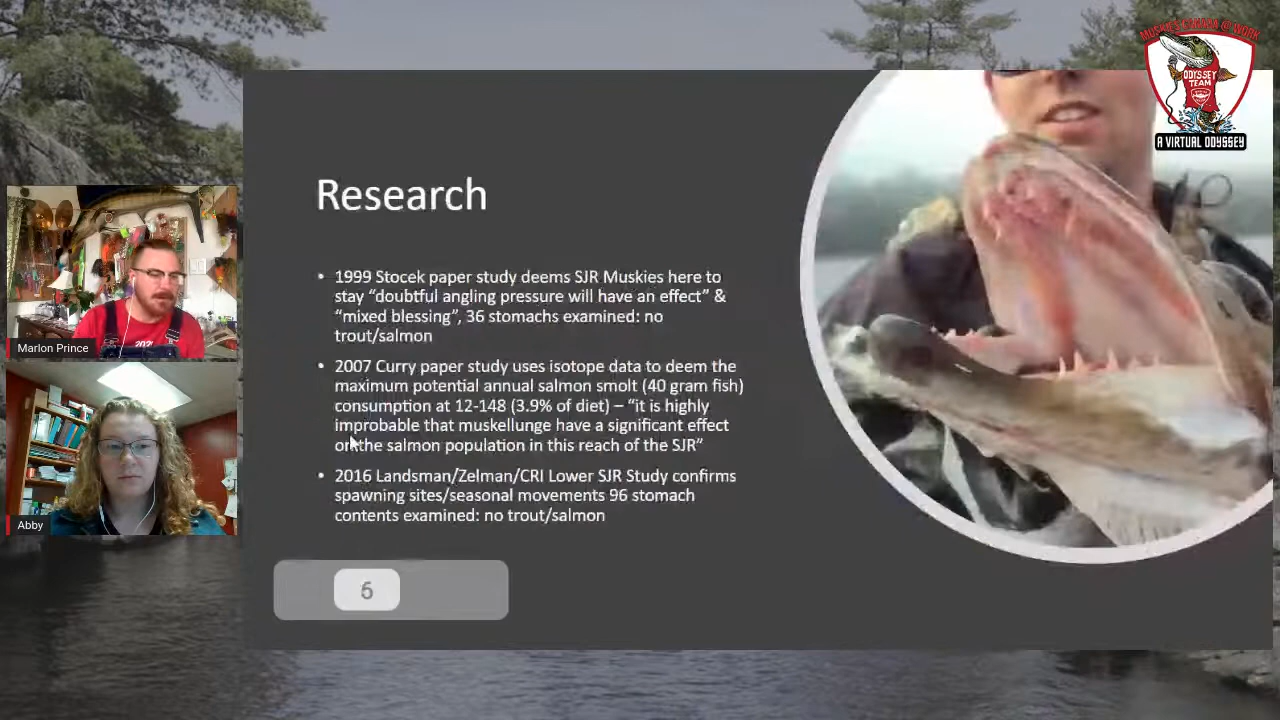 MUSKIES CANADA @ WORK
ODYSSEY
TEAM
A VIRTUAL ODYSSEY
Research
• 1999 Stocek paper study deems SJR Muskies here to
stay “doubtful angling pressure will have an effect” &
“mixed blessing”, 36 stomachs examined: no
trout/salmon
• 2007 Curry paper study uses isotope data to deem the
maximum potential annual salmon smolt (40 gram fish)
consumption at 12-148 (3.9% of diet) – “it is highly
improbable that muskellunge have a significant effect
on the salmon population in this reach of the SJR”
• 2016 Landsman/Zelman/CRI Lower SJR Study confirms
spawning sites/seasonal movements 96 stomach
contents examined: no trout/salmon
6
Marlon Prince
Abby